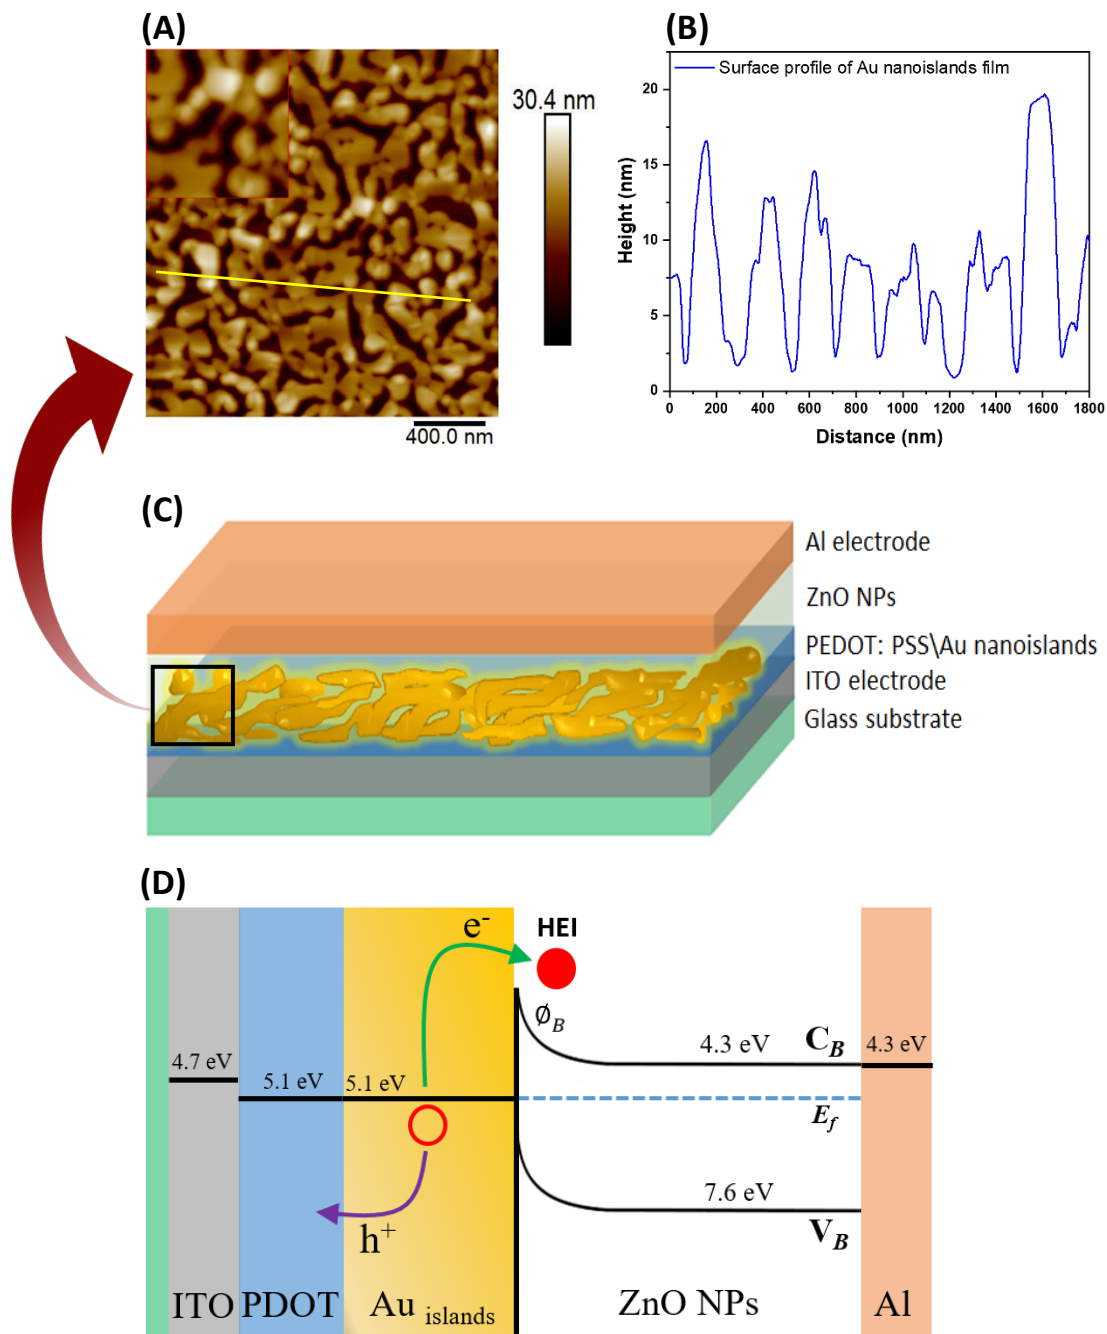 (A)
30.4 nm
400.0 nm
(B)
Surface profile of Au nanoislands film
Height (nm)
20
15
10
5
0
0 200 400 600 800 1000 1200 1400 1600 1800
Distance (nm)
(C)
Al electrode
ZnO NPs
PEDOT: PSS\Au nanoislands
ITO electrode
Glass substrate
(D)
e-
HEI
∅B
4.7 eV
5.1 eV
5.1 eV
4.3 eV
CB
4.3 eV
Ef
7.6 eV
VB
h+
ITO
PDOT
Au islands
ZnO NPs
Al